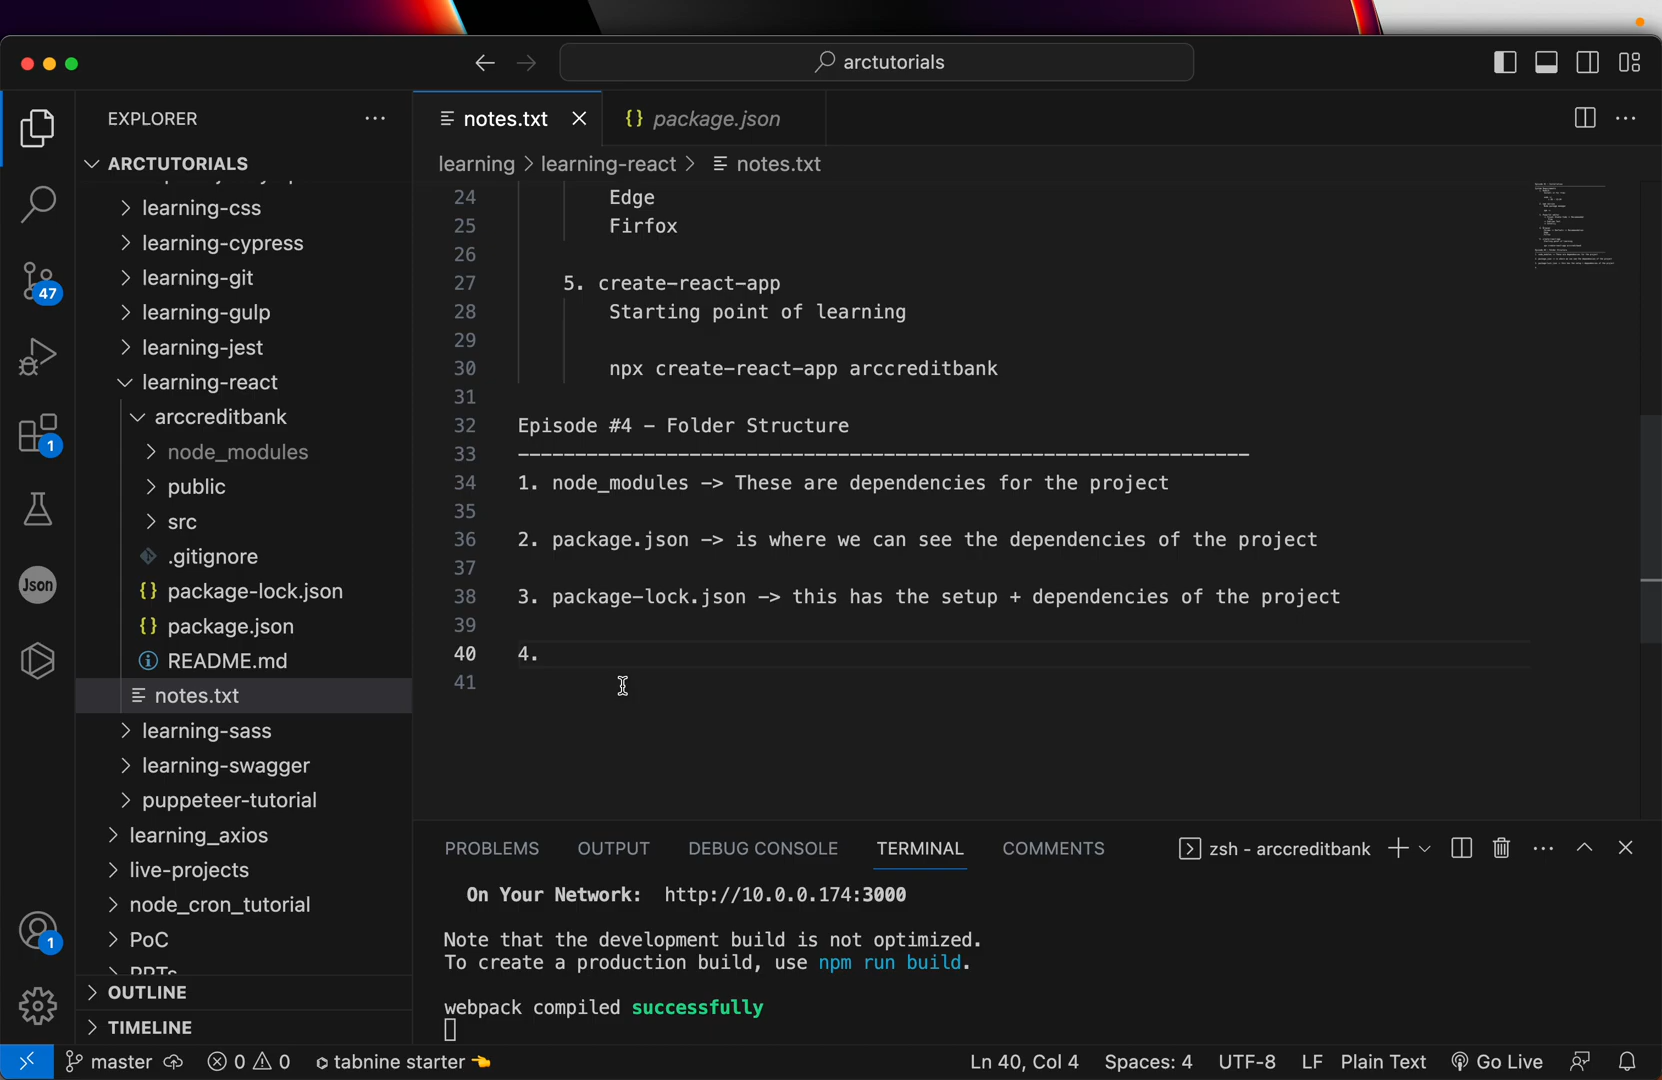 arctutorials
EXPLORER
notes.txt
package.json
ARCTUTORIALS
learning > learning-react > notes.txt
learning-css
learning-cypress
learning-git
learning-gulp
learning-jest
learning-react
arccreditbank
node_modules
public
src
.gitignore
package-lock.json
package.json
README.md
notes.txt
learning-sass
learning-swagger
puppeteer-tutorial
learning_axios
live-projects
node_cron_tutorial
PoC
PPTs
OUTLINE
TIMELINE
47
1
Json
1
24 Edge
25 Firfox
26
27 5. create-react-app
28 Starting point of learning
29
30 npx create-react-app arccreditbank
31
32 Episode #4 - Folder Structure
33 ----------------------------------------------------------------
34 1. node_modules -> These are dependencies for the project
35
36 2. package.json -> is where we can see the dependencies of the project
37
38 3. package-lock.json -> this has the setup + dependencies of the project
39
40 4.
41
PROBLEMS OUTPUT DEBUG CONSOLE TERMINAL COMMENTS
zsh - arccreditbank
On Your Network: http://10.0.0.174:3000
Note that the development build is not optimized.
To create a production build, use npm run build.
webpack compiled successfully
master 0 0 tabnine starter
Ln 40, Col 4 Spaces: 4 UTF-8 LF Plain Text Go Live